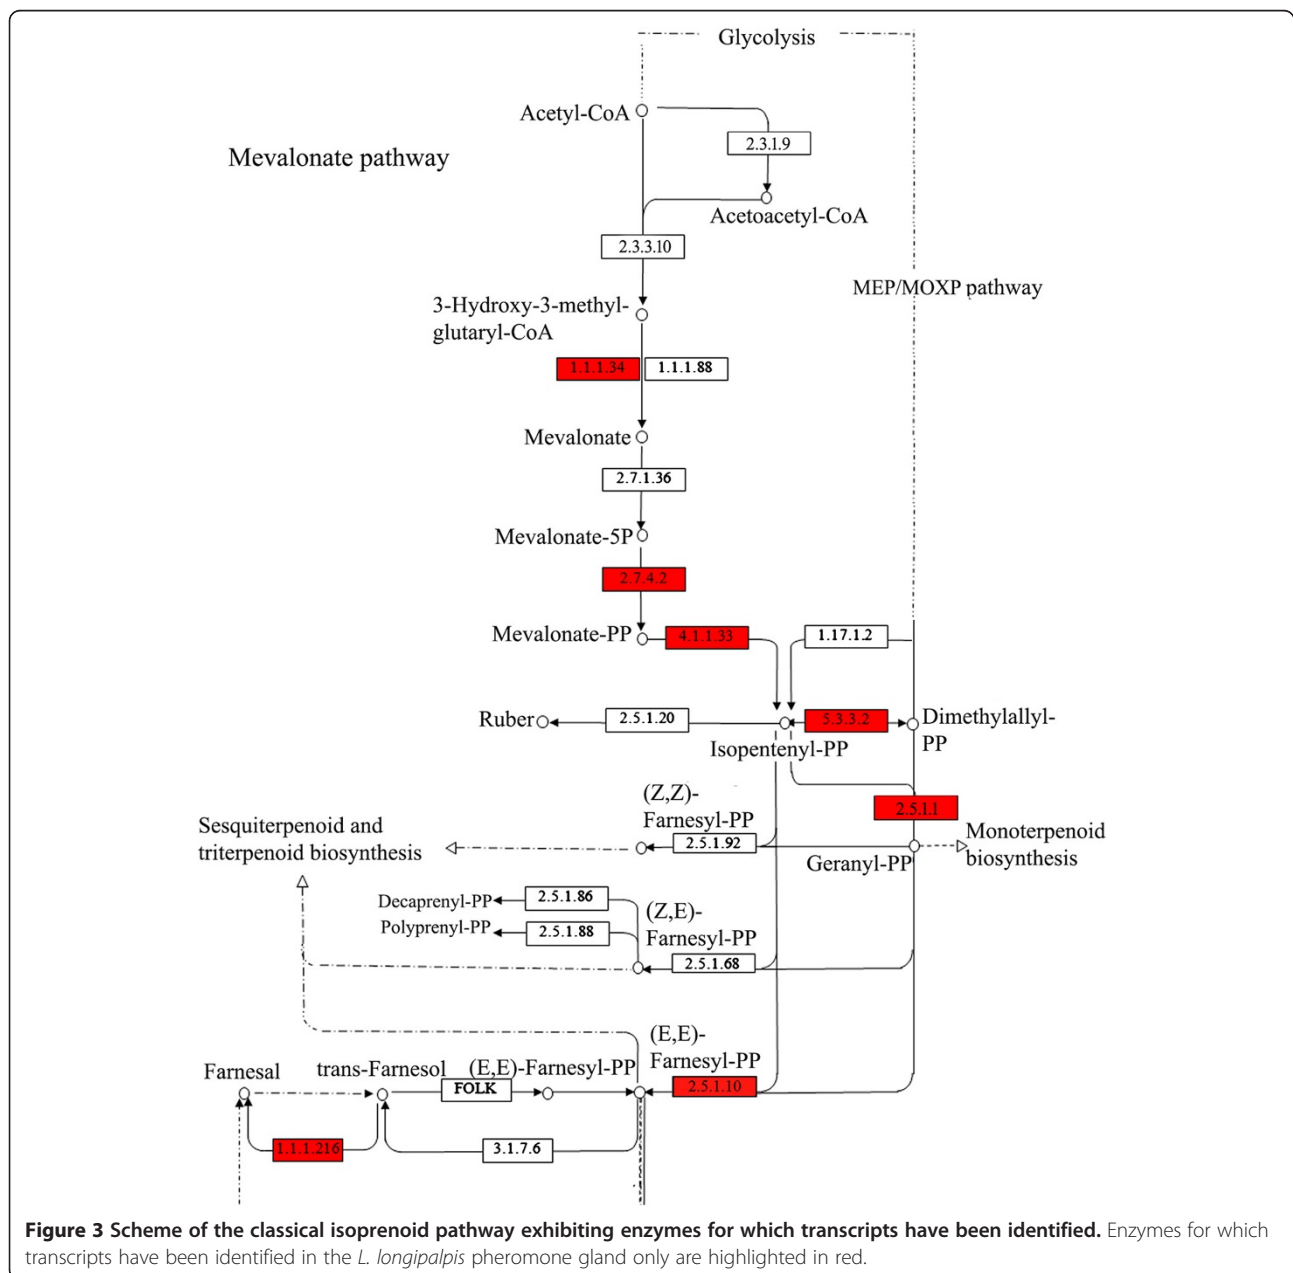 Glycolysis
Acetyl-CoA
2.3.1.9
Mevalonate pathway
Acetoacetyl-CoA
2.3.3.10
MEP/MOXP pathway
3-Hydroxy-3-methyl-
glutaryl-CoA
1.1.1.34
1.1.1.88
Mevalonate
2.7.1.36
Mevalonate-5P
2.7.4.2
Mevalonate-PP
4.1.1.33
1.17.1.2
Ruber
2.5.1.20
5.3.3.2
Dimethylallyl-
PP
Isopentenyl-PP
(Z,Z)-
Farnesyl-PP
2.5.1.1
Sesquiterpenoid and
triterpenoid biosynthesis
2.5.1.92
Geranyl-PP
Monoterpenoid
biosynthesis
Decaprenyl-PP
2.5.1.86
Polyprenyl-PP
2.5.1.88
(Z,E)-
Farnesyl-PP
2.5.1.68
(E,E)-
Farnesyl-PP
Farnesal
trans-Farnesol
(E,E)-Farnesyl-PP
FOLK
2.5.1.10
1.1.1.216
3.1.7.6
Figure 3 Scheme of the classical isoprenoid pathway exhibiting enzymes for which transcripts have been identified. Enzymes for which
transcripts have been identified in the L. longipalpis pheromone gland only are highlighted in red.